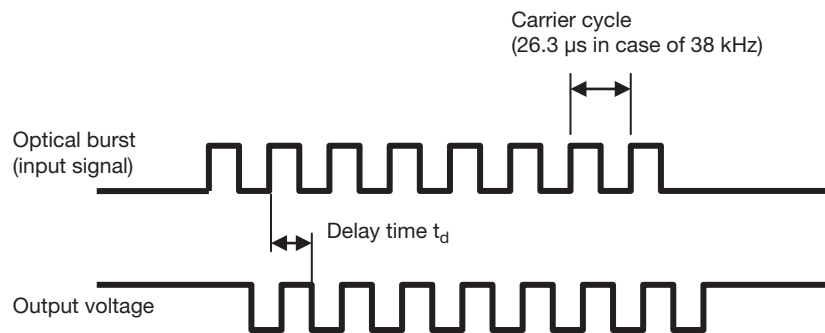 Carrier cycle
(26.3 µs in case of 38 kHz)
Optical burst
(input signal)
Delay time td
Output voltage